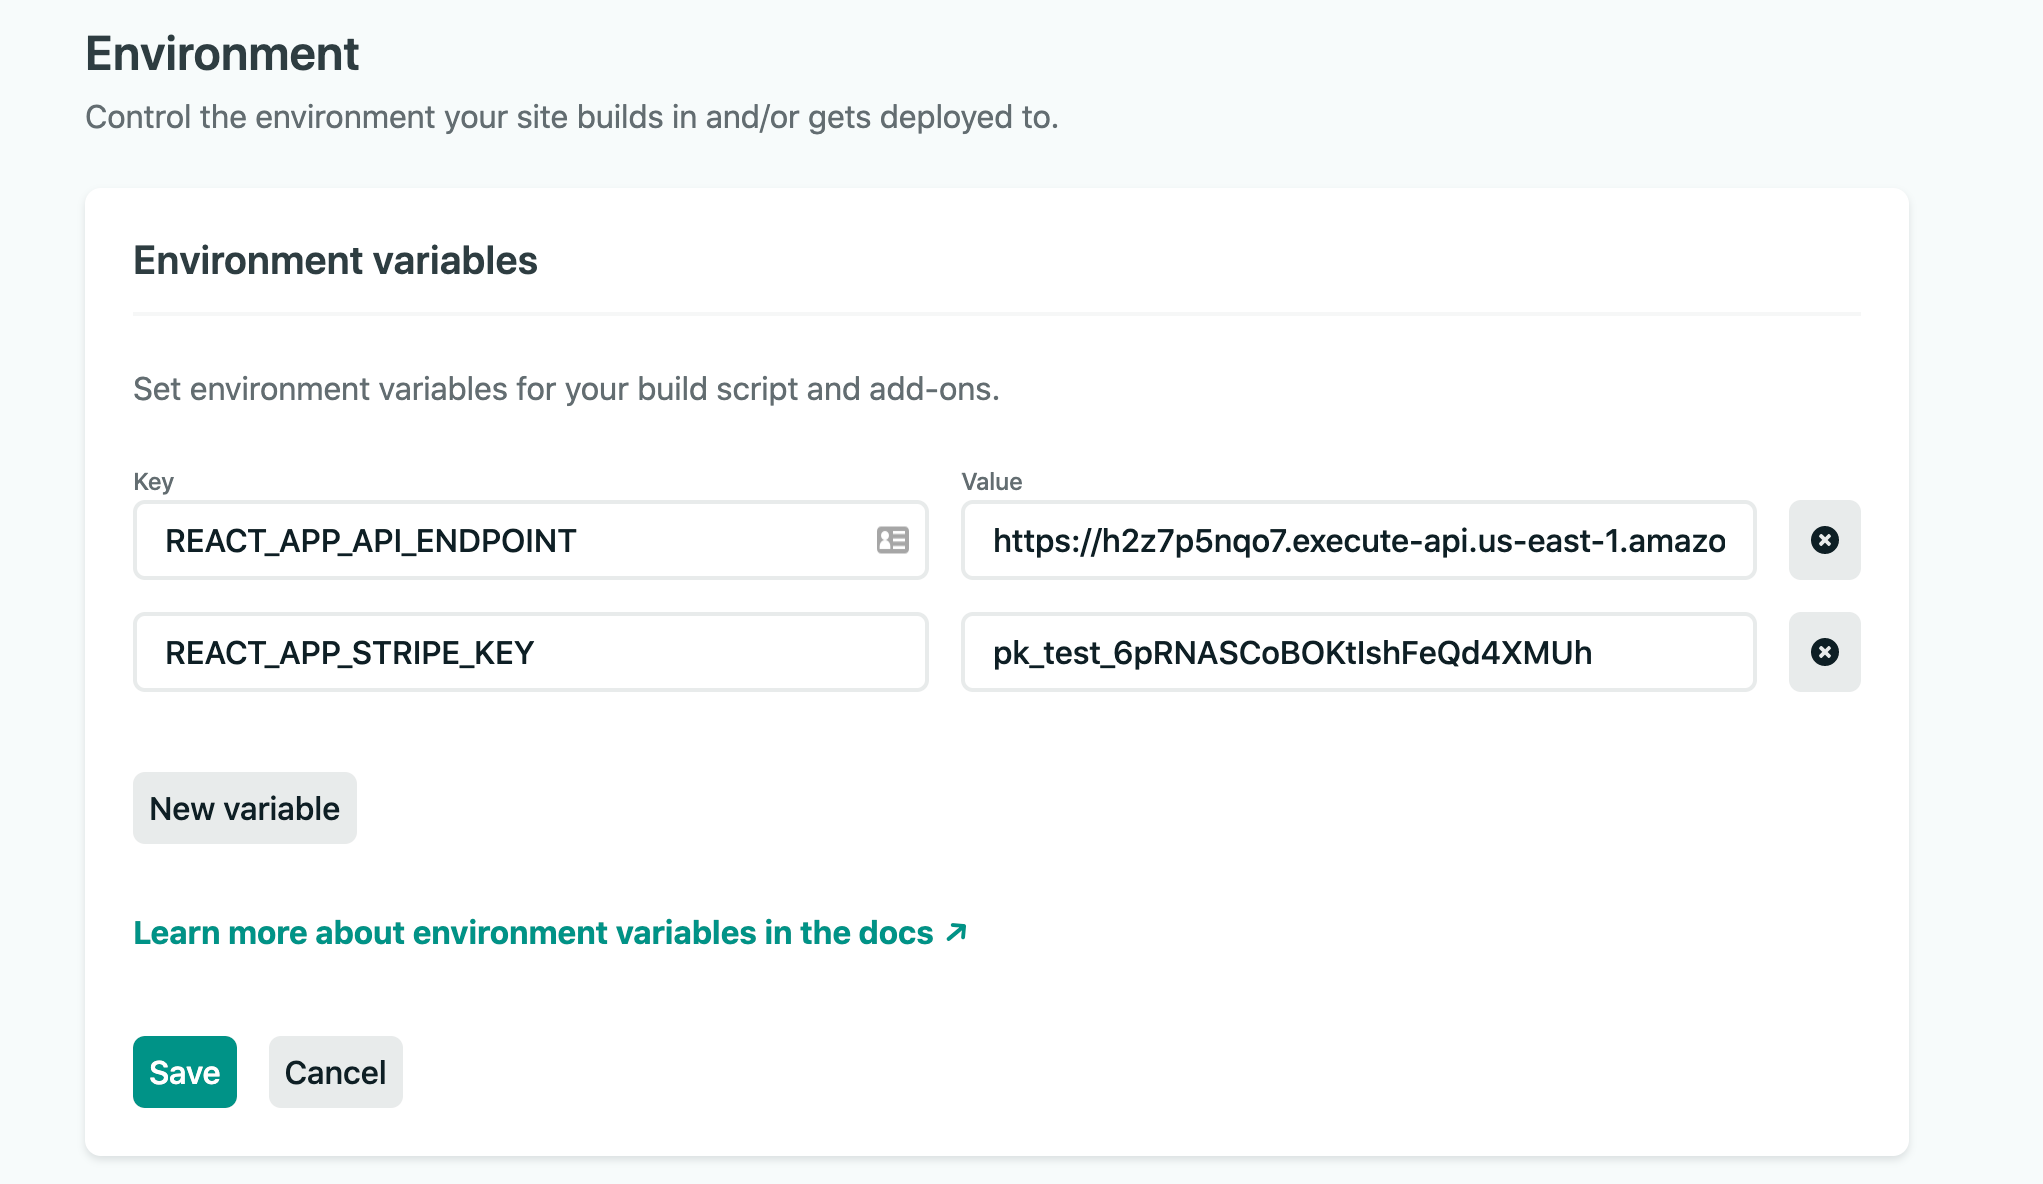 Environment
Control the environment your site builds in and/or gets deployed to.
Environment variables
Set environment variables for your build script and add-ons.
Key Value
REACT_APP_API_ENDPOINT https://h2z7p5nqo7.execute-api.us-east-1.amazo
REACT_APP_STRIPE_KEY pk_test_6pRNASCoBOKtIshFeQd4XMUh
New variable
Learn more about environment variables in the docs ↗
Save Cancel